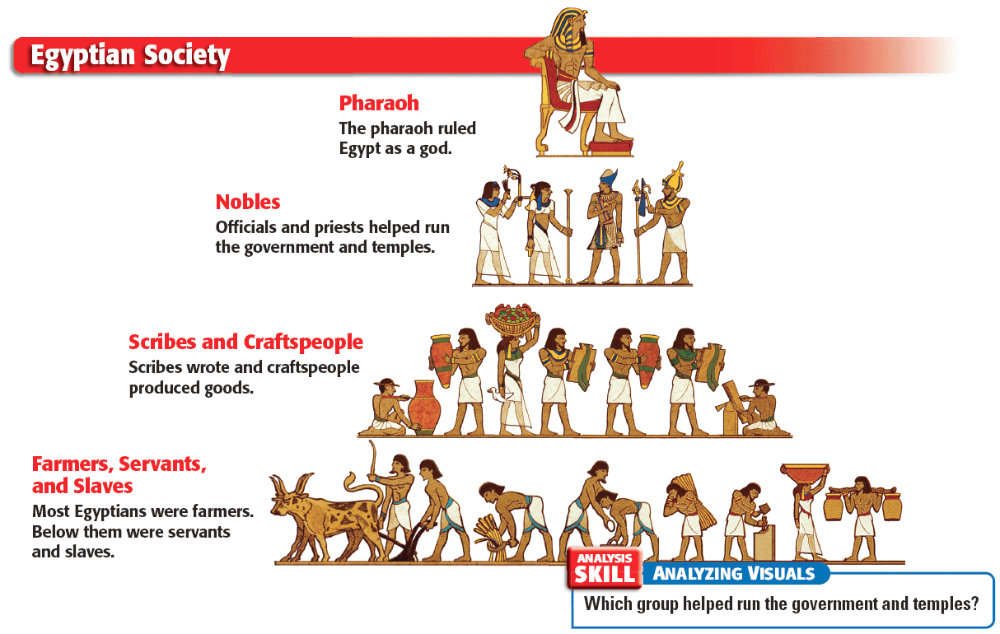 Egyptian Society
Pharaoh
The pharaoh ruled
Egypt as a god.
Nobles
Officials and priests helped run
the government and temples.
Scribes and Craftspeople
Scribes wrote and craftspeople
produced goods.
Farmers, Servants,
and Slaves
Most Egyptians were farmers.
Below them were servants
and slaves.
ANALYSIS
SKILL
ANALYZING VISUALS
Which group helped run the government and temples?